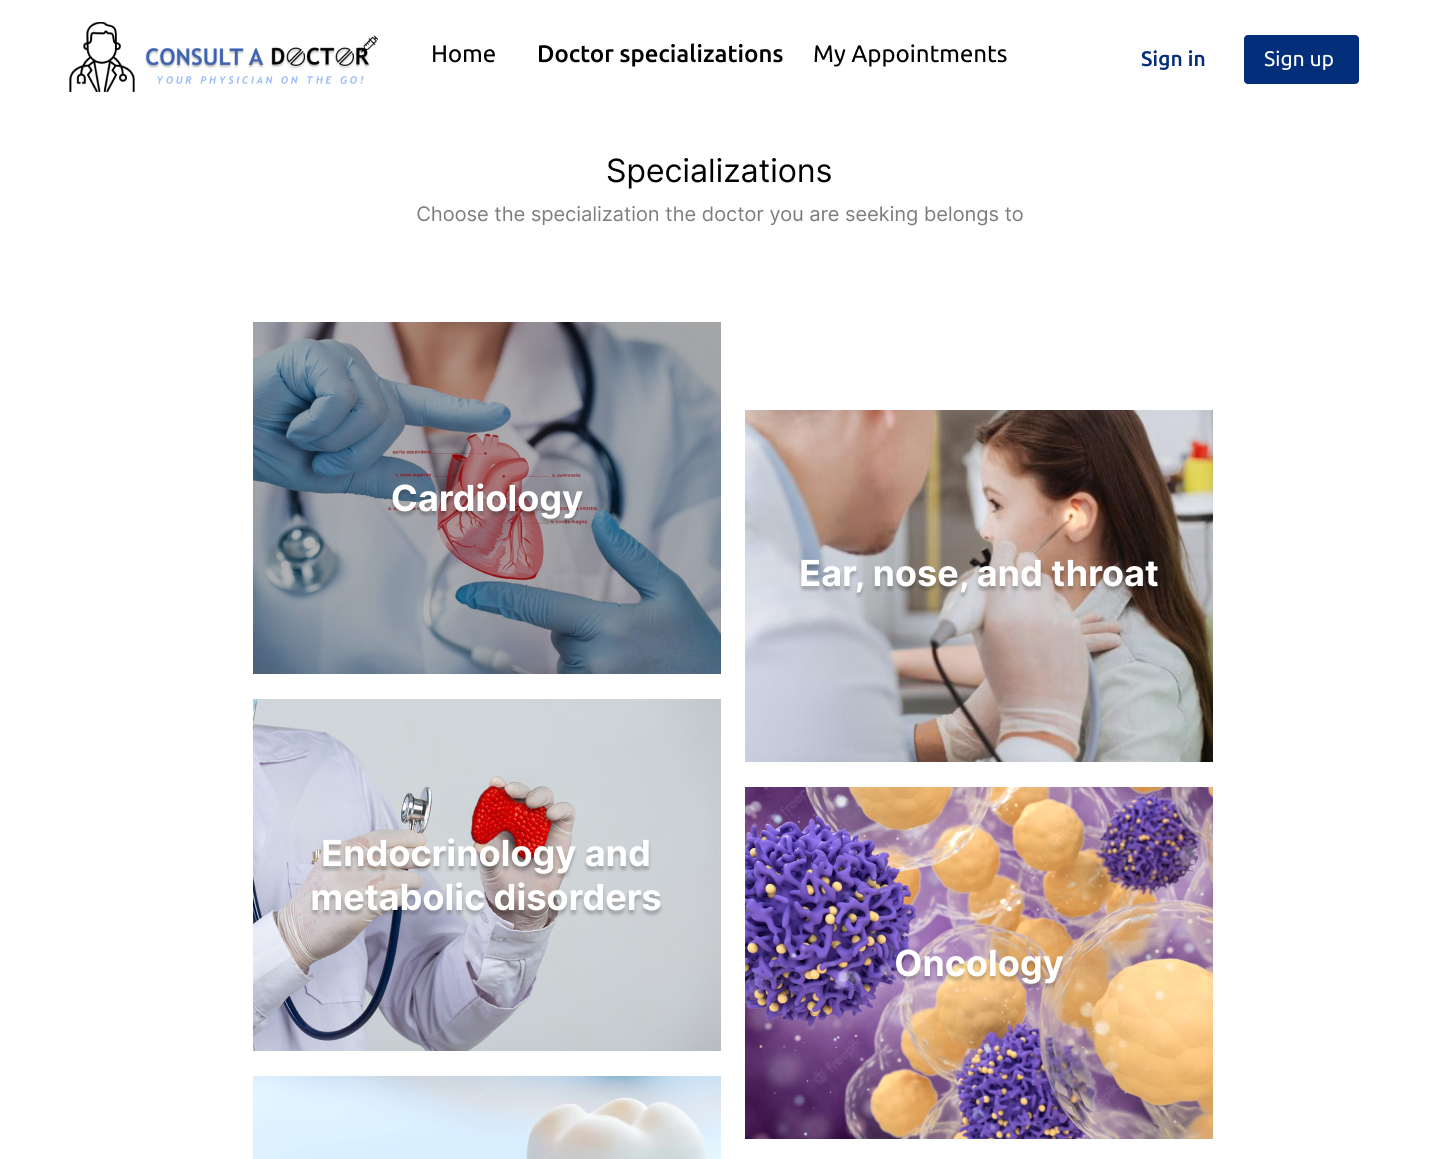 CONSULT A DOCTOR
YOUR PHYSICIAN ON THE GO!
Home
Doctor specializations
My Appointments
Sign in
Sign up
Specializations
Choose the specialization the doctor you are seeking belongs to
Cardiology
Ear, nose, and throat
Endocrinology and
metabolic disorders
Oncology